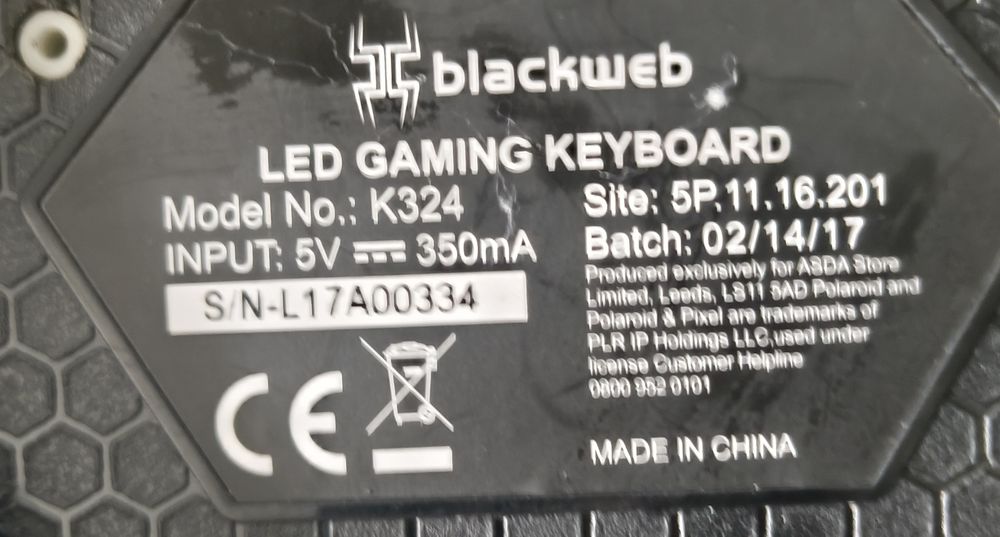 blackweb
LED GAMING KEYBOARD
Model No.: K324
INPUT: 5V ⎓ 350mA
S/N-L17A00334
Site: 5P.11.16.201
Batch: 02/14/17
Produced exclusively for ASDA Store
Limited, Leeds, LS11 5AD Polaroid and
Polaroid & Pixel are trademarks of
PLR IP Holdings LLC,used under
license Customer Helpline
0800 952 0101
CE
MADE IN CHINA